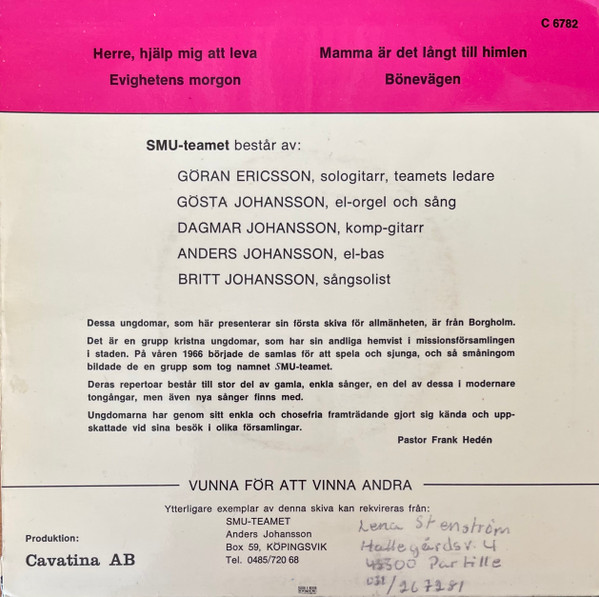 C 6782
Herre, hjälp mig att leva
Mamma är det långt till himlen
Evighetens morgon
Bönevägen
SMU-teamet består av:
GÖRAN ERICSSON, sologitarr, teamets ledare
GÖSTA JOHANSSON, el-orgel och sång
DAGMAR JOHANSSON, komp-gitarr
ANDERS JOHANSSON, el-bas
BRITT JOHANSSON, sångsolist
Dessa ungdomar, som här presenterar sin första skiva för allmänheten, är från Borgholm.
Det är en grupp kristna ungdomar, som har sin andliga hemvist i missionsförsamlingen
i staden. På våren 1966 började de samlas för att spela och sjunga, och så småningom
bildade de en grupp som tog namnet SMU-teamet.
Deras repertoar består till stor del av gamla, enkla sånger, en del av dessa i modernare
tongångar, men även nya sånger finns med.
Ungdomarna har genom sitt enkla och chosefria framträdande gjort sig kända och upp-
skattade vid sina besök i olika församlingar.
Pastor Frank Hedén
VUNNA FÖR ATT VINNA ANDRA
Ytterligare exemplar av denna skiva kan rekvireras från:
SMU-TEAMET
Anders Johansson
Box 59, KÖPINGSVIK
Tel. 0485/720 68
Produktion:
Cavatina AB
Lena Stenström
Hallegårdsv. 4
43300 Partille
031/267281